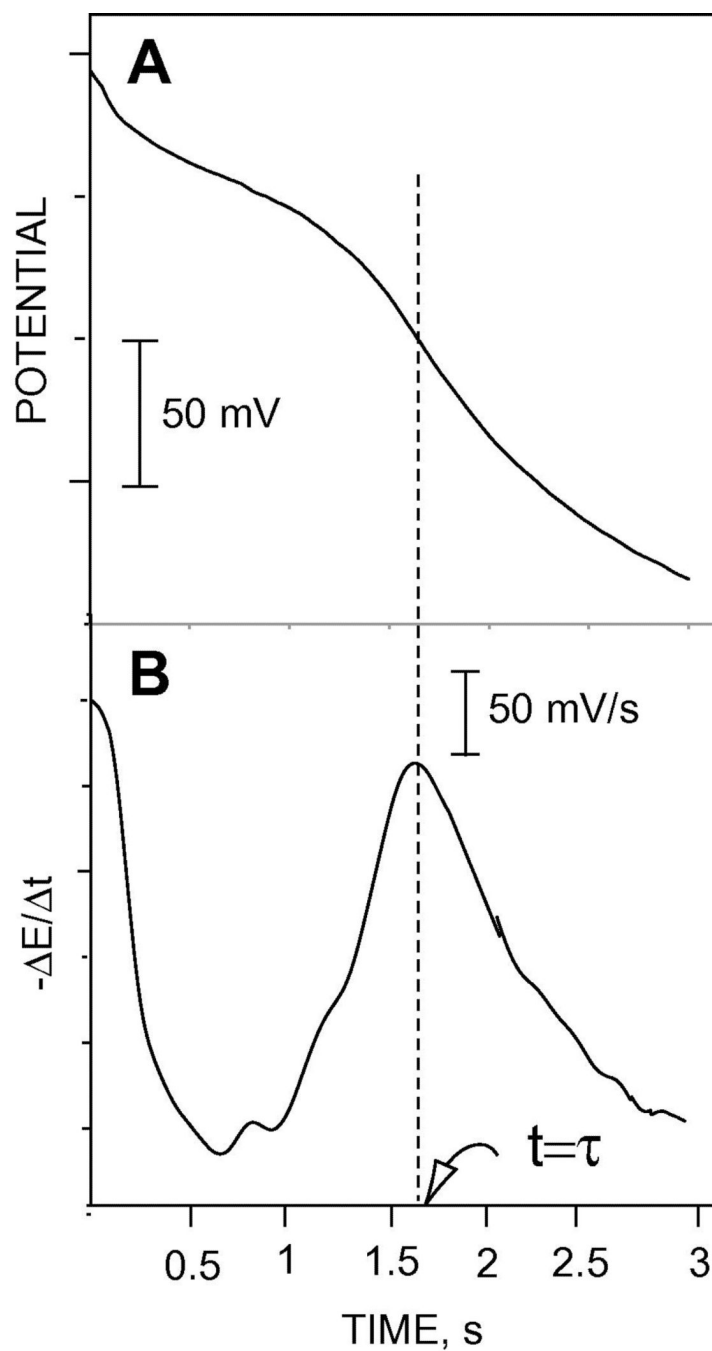 A
POTENTIAL
50 mV
B
50 mV/s
-ΔE/Δt
t=τ
0.5 1 1.5 2 2.5 3
TIME, s